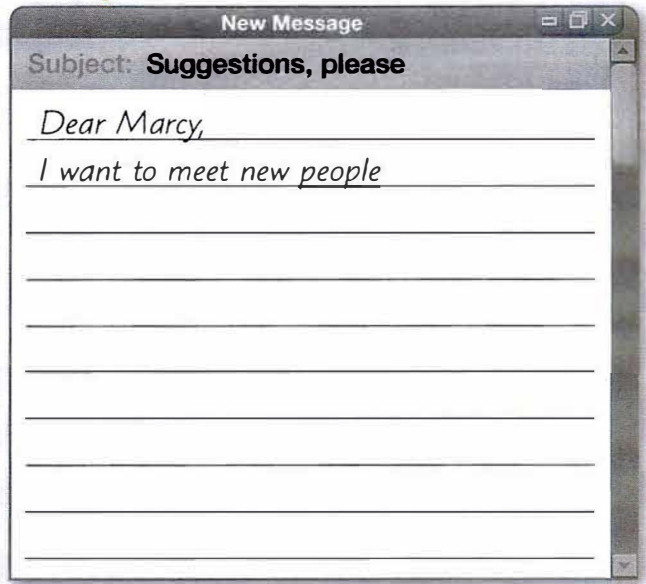 New Message
Subject: Suggestions, please
Dear Marcy,
I want to meet new people